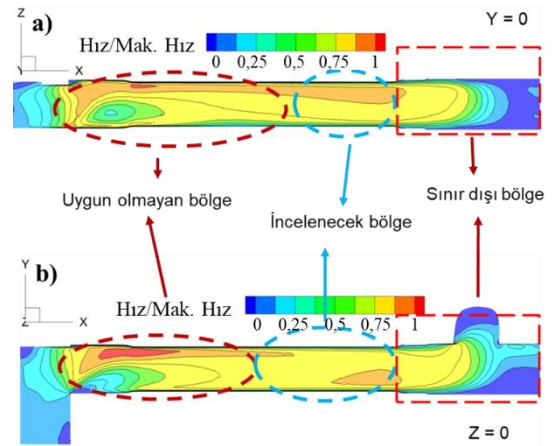 Z
a)
Hız/Mak. Hız
0 0,25 0,5 0,75 1
Y = 0
Y X
Uygun olmayan bölge
İncelenecek bölge
Sınır dışı bölge
Y
b)
Hız/Mak. Hız
0 0,25 0,5 0,75 1
Z X
Z = 0